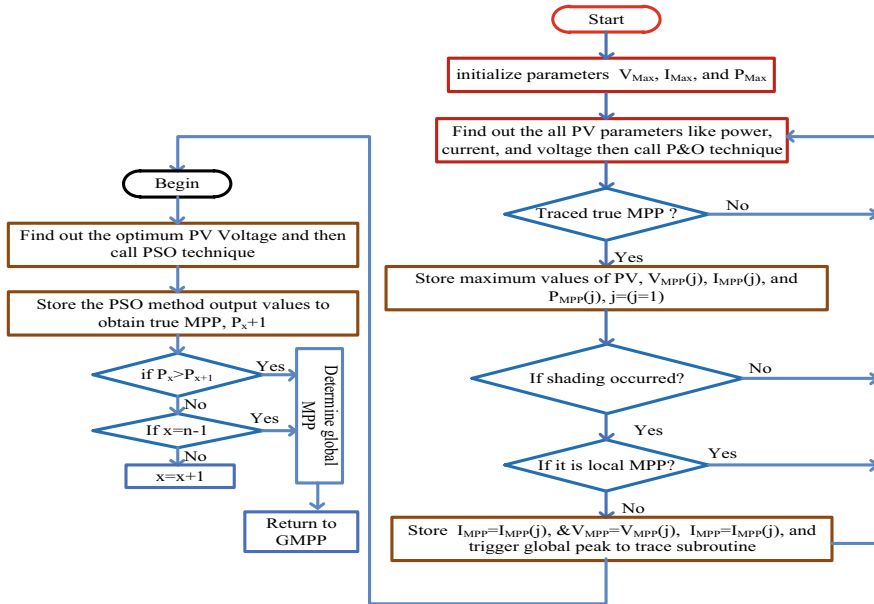 Start
initialize parameters V_Max, I_Max, and P_Max
Find out the all PV parameters like power,
current, and voltage then call P&O technique
Traced true MPP ?
No
Yes
Store maximum values of PV, V_MPP(j), I_MPP(j), and
P_MPP(j), j=(j=1)
If shading occurred?
No
Yes
If it is local MPP?
Yes
No
Store I_MPP=I_MPP(j), &V_MPP=V_MPP(j), I_MPP=I_MPP(j), and
trigger global peak to trace subroutine
Begin
Find out the optimum PV Voltage and then
call PSO technique
Store the PSO method output values to
obtain true MPP, P_x+1
if P_x>P_x+1
Yes
No
If x=n-1
Yes
No
x=x+1
Determine global
MPP
Return to
GMPP